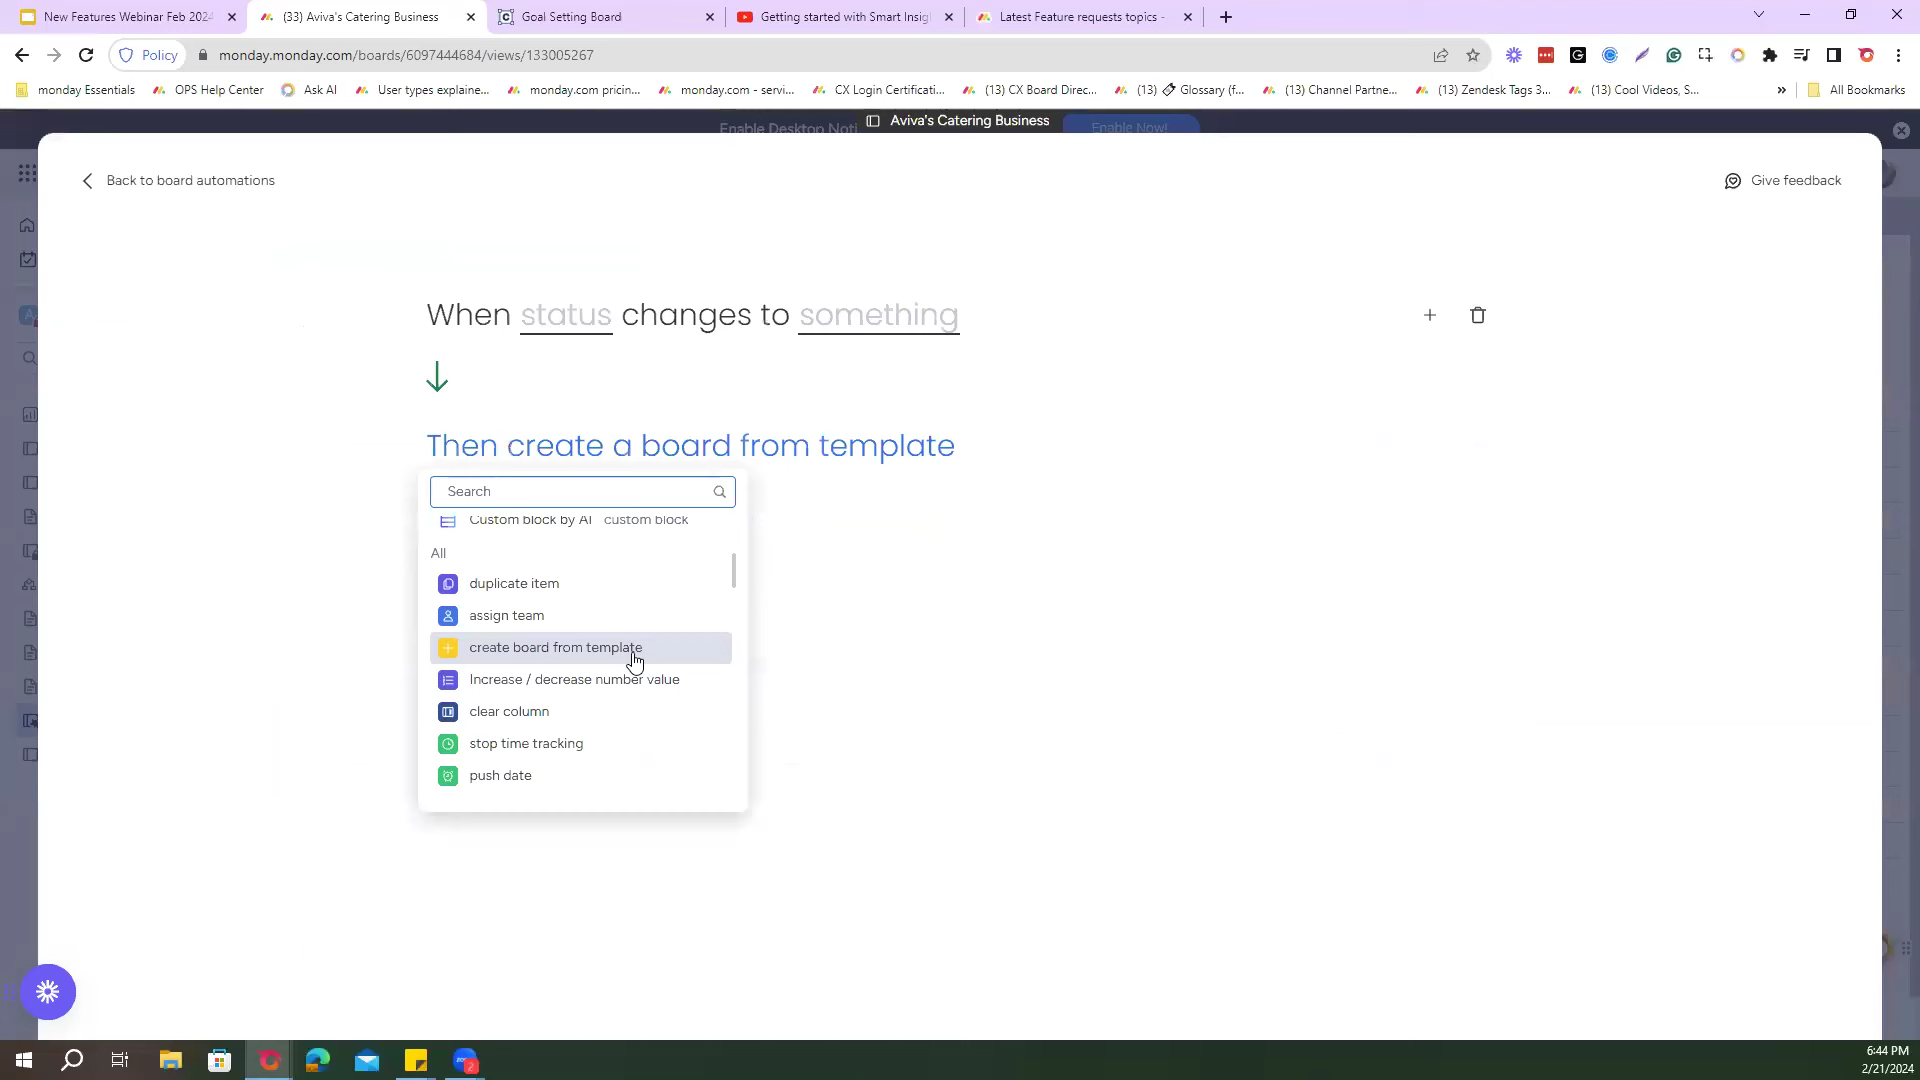 New Features Webinar Feb 2024
(33) Aviva's Catering Business
Goal Setting Board
Getting started with Smart Insig
Latest Feature requests topics -
Policy
monday.monday.com/boards/6097444684/views/133005267
monday Essentials
OPS Help Center
Ask AI
User types explaine...
monday.com pricin...
monday.com - servi...
CX Login Certificati...
(13) CX Board Direc...
(13) Glossary (f...
(13) Channel Partne...
(13) Zendesk Tags 3...
(13) Cool Videos, S...
»
All Bookmarks
Enable Desktop Noti
Aviva's Catering Business
Enable Now!
Back to board automations
Give feedback
When status changes to something
Then create a board from template
Search
Custom block by AI custom block
All
duplicate item
assign team
create board from template
Increase / decrease number value
clear column
stop time tracking
push date
2
6:44 PM
2/21/2024